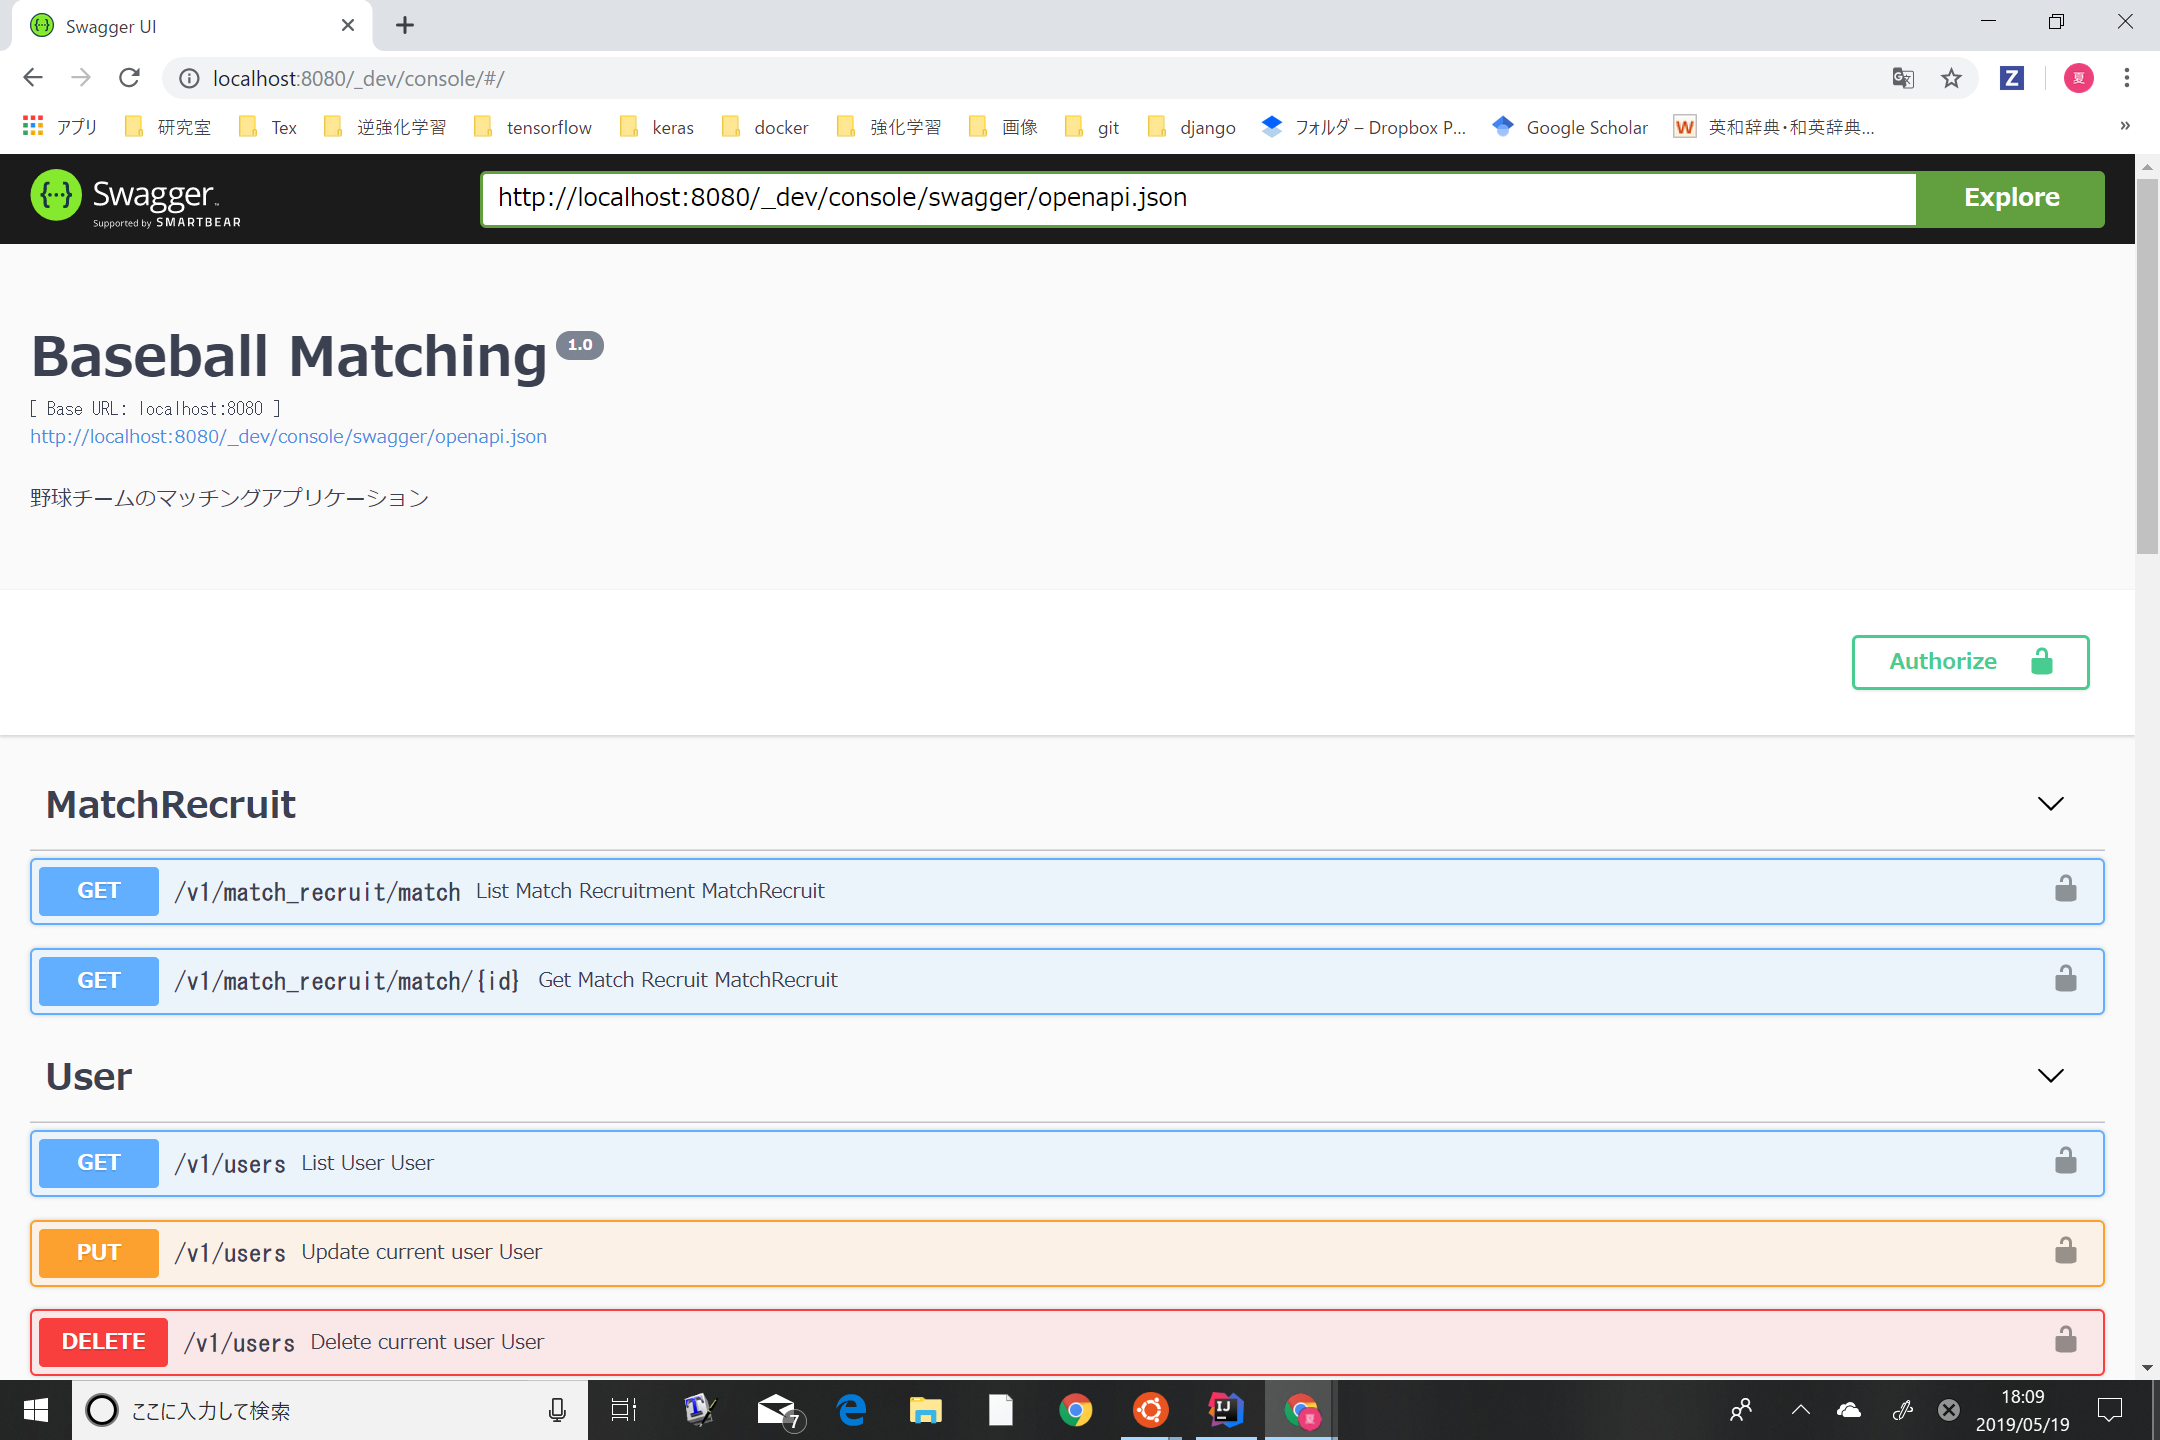 Swagger UI
localhost:8080/_dev/console/#/
夏
アプリ 研究室 Tex 逆強化学習 tensorflow keras docker 強化学習 画像 git django フォルダ – Dropbox P... Google Scholar W 英和辞典・和英辞典... »
Swagger™
Supported by SMARTBEAR
http://localhost:8080/_dev/console/swagger/openapi.json Explore
Baseball Matching 1.0
[ Base URL: localhost:8080 ]
http://localhost:8080/_dev/console/swagger/openapi.json
野球チームのマッチングアプリケーション
Authorize
MatchRecruit
GET /v1/match_recruit/match List Match Recruitment MatchRecruit
GET /v1/match_recruit/match/{id} Get Match Recruit MatchRecruit
User
GET /v1/users List User User
PUT /v1/users Update current user User
DELETE /v1/users Delete current user User
ここに入力して検索 7 IJ 夏 18:09
2019/05/19